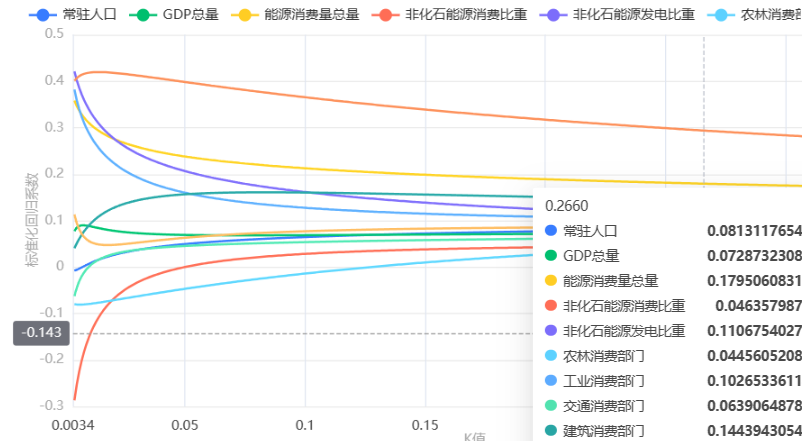 常驻人口 GDP总量 能源消费量总量 非化石能源消费比重 非化石能源发电比重 农林消费部
0.5
0.4
0.3
0.2
0.1
0
-0.1
-0.143
-0.2
-0.3
标准化回归系数
0.0034 0.05 0.1 0.15
K值
0.2660
常驻人口 0.0813117654
GDP总量 0.0728732308
能源消费量总量 0.1795060831
非化石能源消费比重 0.046357987
非化石能源发电比重 0.1106754027
农林消费部门 0.0445605208
工业消费部门 0.1026533611
交通消费部门 0.0639064878
建筑消费部门 0.1443943054